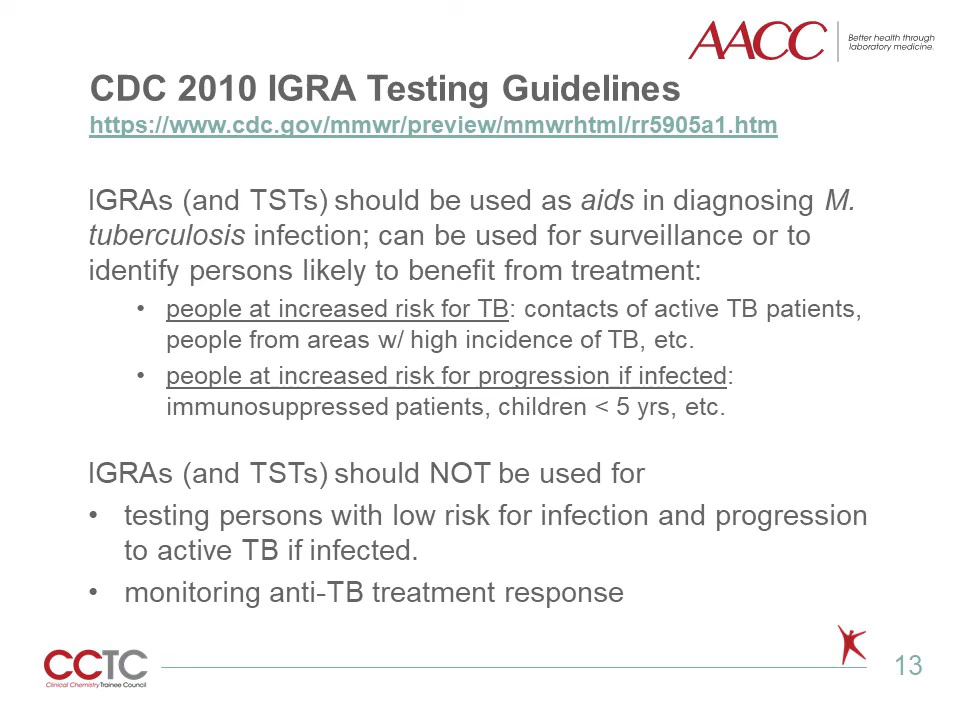 AACC
Better health through
laboratory medicine.
CDC 2010 IGRA Testing Guidelines
https://www.cdc.gov/mmwr/preview/mmwrhtml/rr5905a1.htm
IGRAs (and TSTs) should be used as aids in diagnosing M.
tuberculosis infection; can be used for surveillance or to
identify persons likely to benefit from treatment:
• people at increased risk for TB: contacts of active TB patients,
people from areas w/ high incidence of TB, etc.
• people at increased risk for progression if infected:
immunosuppressed patients, children < 5 yrs, etc.
IGRAs (and TSTs) should NOT be used for
• testing persons with low risk for infection and progression
to active TB if infected.
• monitoring anti-TB treatment response
CCTC
Clinical Chemistry Trainee Council
13